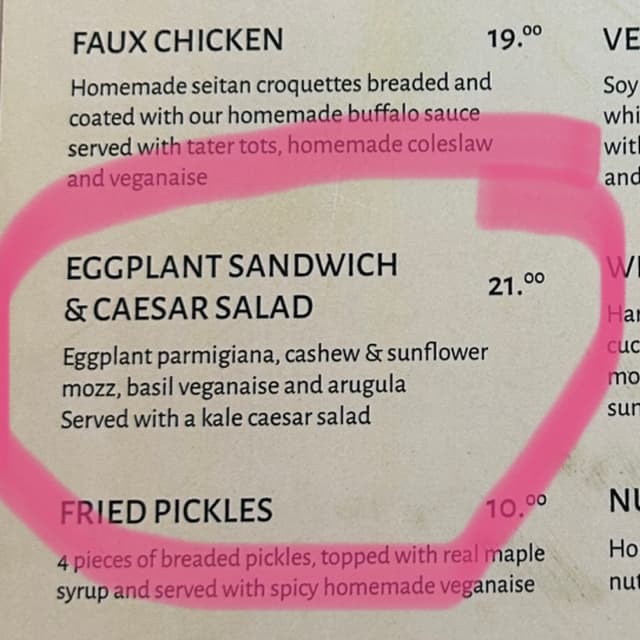 FAUX CHICKEN 19.00
Homemade seitan croquettes breaded and
coated with our homemade buffalo sauce
served with tater tots, homemade coleslaw
and veganaise
EGGPLANT SANDWICH
& CAESAR SALAD 21.00
Eggplant parmigiana, cashew & sunflower
mozz, basil veganaise and arugula
Served with a kale caesar salad
FRIED PICKLES 10.00
4 pieces of breaded pickles, topped with real maple
syrup and served with spicy homemade veganaise
Soy
and